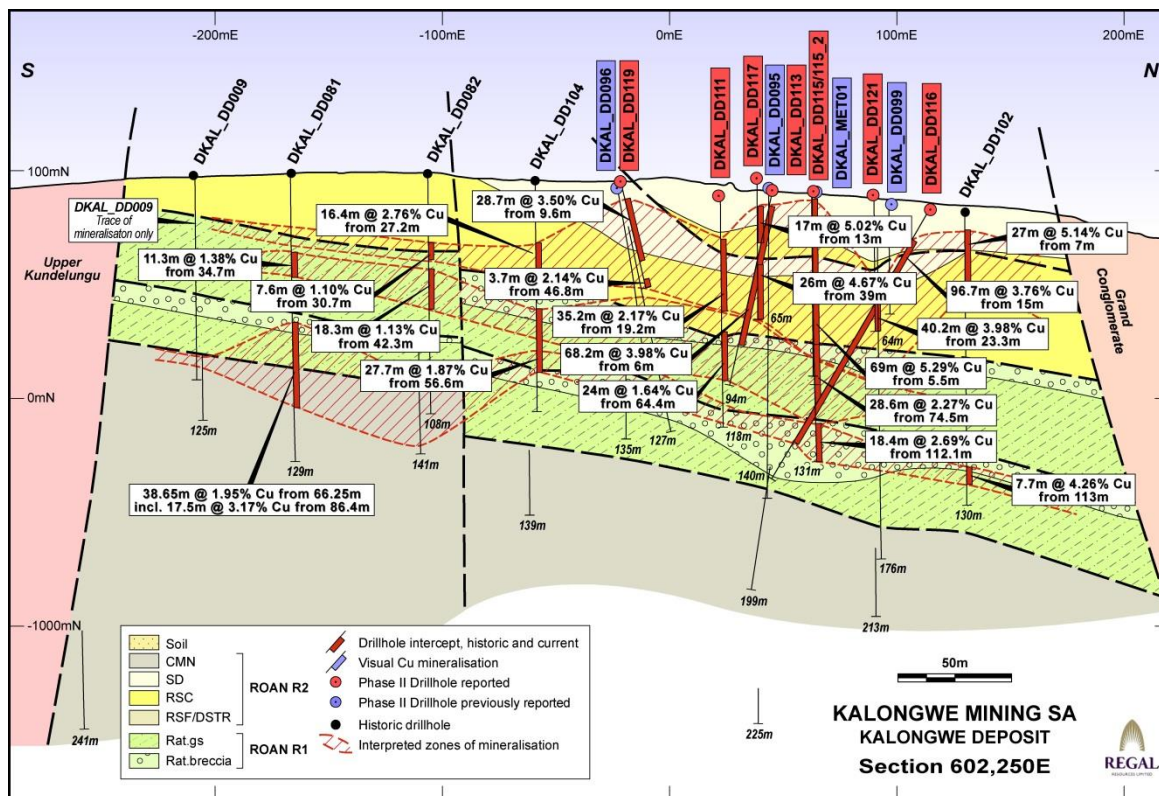 -200mE
-100mE
0mE
100mE
200mE
S
N
DKAL_DD009
DKAL_DD081
DKAL_DD082
DKAL_DD104
DKAL_DD096
DKAL_DD119
DKAL_DD111
DKAL_DD117
DKAL_DD095
DKAL_DD113
DKAL_DD115/115_2
DKAL_MET01
DKAL_DD121
DKAL_DD099
DKAL_DD116
DKAL_DD102
100mN
0mN
-1000mN
DKAL_DD009
Trace of
mineralisaton only
Upper
Kundelungu
Grand
Conglomerate
16.4m @ 2.76% Cu
from 27.2m
28.7m @ 3.50% Cu
from 9.6m
17m @ 5.02% Cu
from 13m
27m @ 5.14% Cu
from 7m
11.3m @ 1.38% Cu
from 34.7m
7.6m @ 1.10% Cu
from 30.7m
3.7m @ 2.14% Cu
from 46.8m
26m @ 4.67% Cu
from 39m
96.7m @ 3.76% Cu
from 15m
18.3m @ 1.13% Cu
from 42.3m
35.2m @ 2.17% Cu
from 19.2m
40.2m @ 3.98% Cu
from 23.3m
27.7m @ 1.87% Cu
from 56.6m
68.2m @ 3.98% Cu
from 6m
69m @ 5.29% Cu
from 5.5m
24m @ 1.64% Cu
from 64.4m
28.6m @ 2.27% Cu
from 74.5m
18.4m @ 2.69% Cu
from 112.1m
7.7m @ 4.26% Cu
from 113m
38.65m @ 1.95% Cu from 66.25m
incl. 17.5m @ 3.17% Cu from 86.4m
65m
64m
94m
125m
108m
118m
127m
135m
129m
141m
131m
140m
139m
130m
176m
199m
213m
225m
241m
Soil
CMN
SD
RSC
RSF/DSTR
ROAN R2
Rat.gs
Rat.breccia
ROAN R1
Drillhole intercept, historic and current
Visual Cu mineralisation
Phase II Drillhole reported
Phase II Drillhole previously reported
Historic drillhole
Interpreted zones of mineralisation
50m
KALONGWE MINING SA
KALONGWE DEPOSIT
Section 602,250E
REGAL
RESOURCES LIMITED